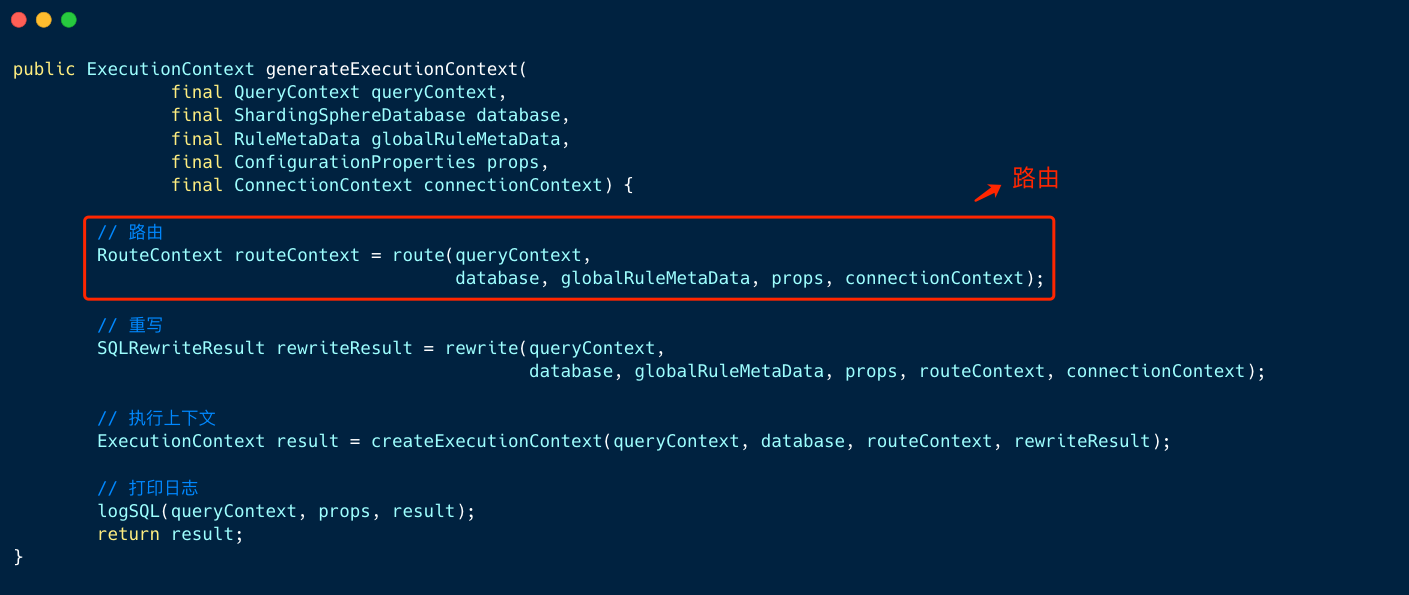 public ExecutionContext generateExecutionContext(
final QueryContext queryContext,
final ShardingSphereDatabase database,
final RuleMetaData globalRuleMetaData,
final ConfigurationProperties props,
final ConnectionContext connectionContext) {
路由
// 路由
RouteContext routeContext = route(queryContext,
database, globalRuleMetaData, props, connectionContext);
// 重写
SQLRewriteResult rewriteResult = rewrite(queryContext,
database, globalRuleMetaData, props, routeContext, connectionContext);
// 执行上下文
ExecutionContext result = createExecutionContext(queryContext, database, routeContext, rewriteResult);
// 打印日志
logSQL(queryContext, props, result);
return result;
}